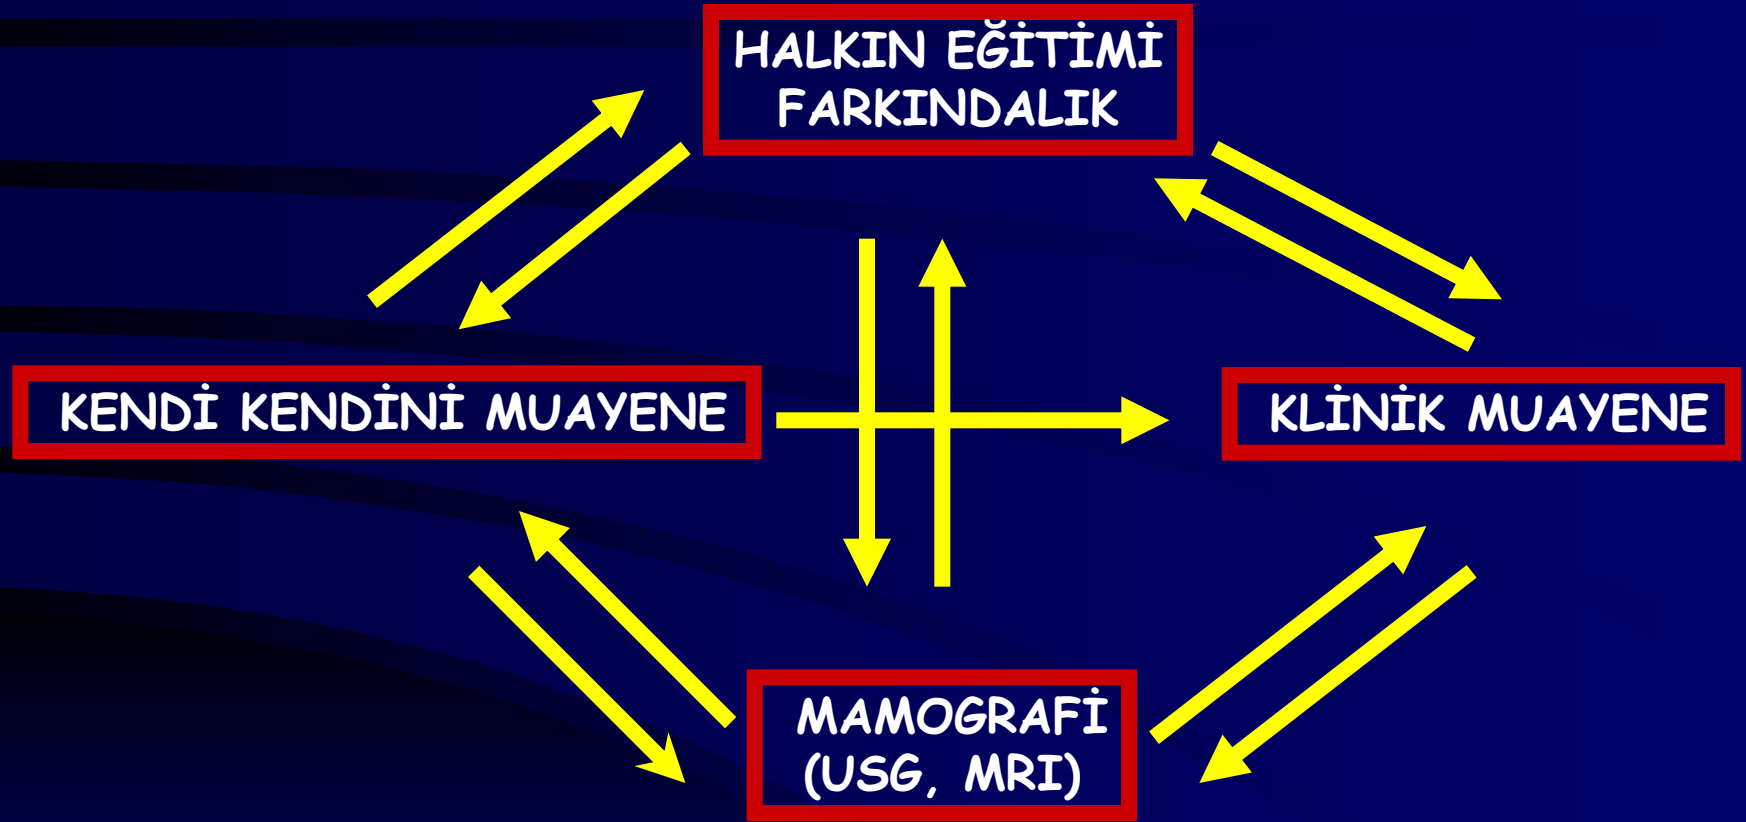 HALKIN EĞİTİMİ
FARKINDALIK
KENDİ KENDİNİ MUAYENE
KLİNİK MUAYENE
MAMOGRAFİ
(USG, MRI)